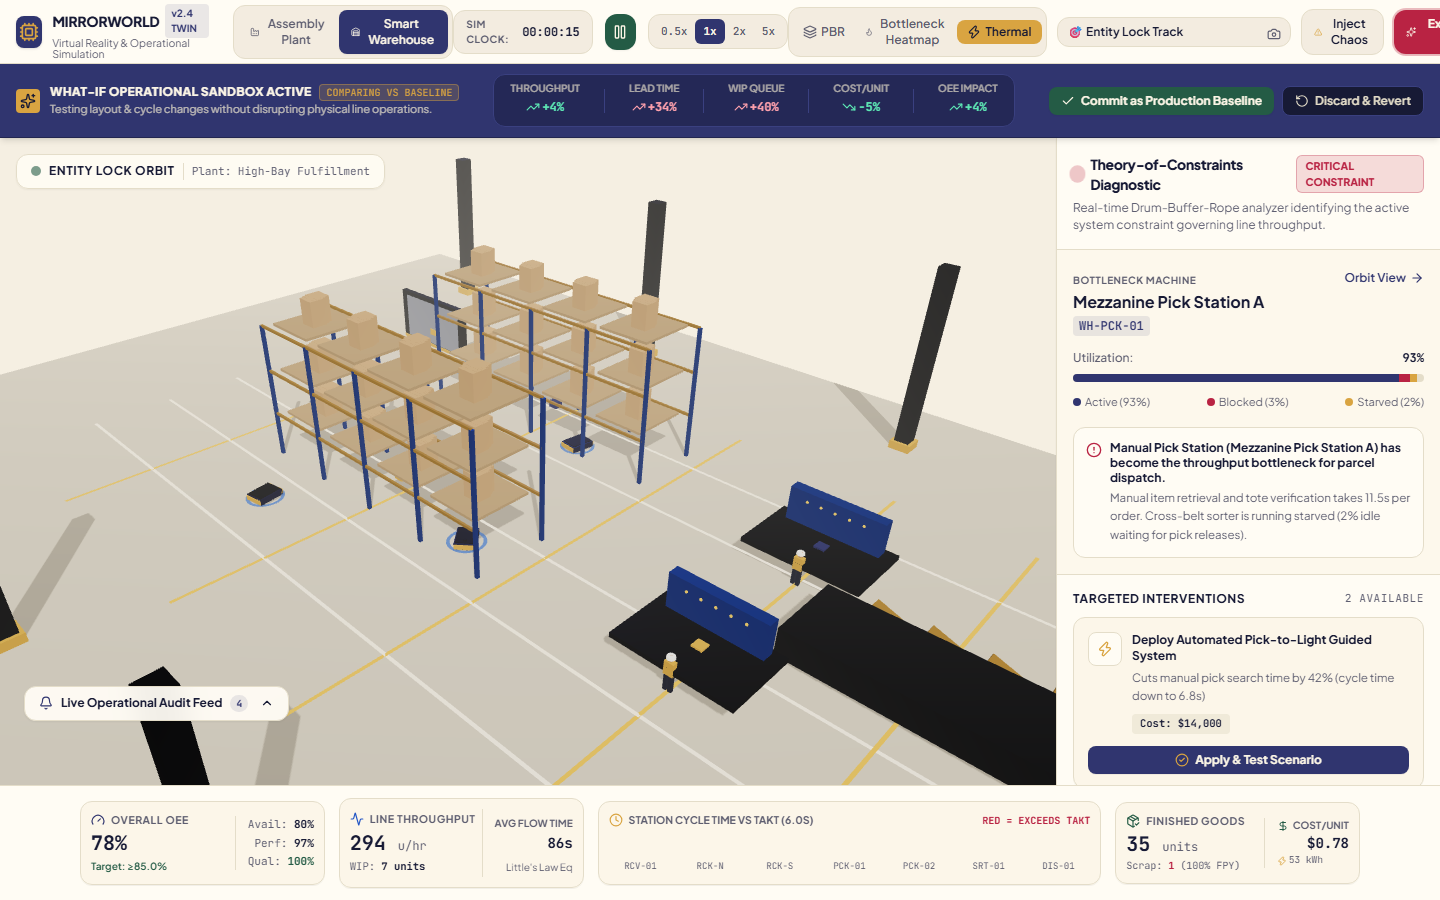 MIRRORWORLD
v2.4 TWIN
Virtual Reality & Operational Simulation
Assembly Plant
Smart Warehouse
SIM CLOCK: 00:00:15
0.5x 1x 2x 5x
PBR
Bottleneck Heatmap
Thermal
Entity Lock Track
Inject Chaos
WHAT-IF OPERATIONAL SANDBOX ACTIVE
COMPARING VS BASELINE
Testing layout & cycle changes without disrupting physical line operations.
THROUGHPUT
+4%
LEAD TIME
+34%
WIP QUEUE
+40%
COST/UNIT
-5%
OEE IMPACT
+4%
Commit as Production Baseline
Discard & Revert
ENTITY LOCK ORBIT
Plant: High-Bay Fulfillment
Live Operational Audit Feed 4
Theory-of-Constraints Diagnostic
CRITICAL CONSTRAINT
Real-time Drum-Buffer-Rope analyzer identifying the active
system constraint governing line throughput.
BOTTLENECK MACHINE
Orbit View
Mezzanine Pick Station A
WH-PCK-01
Utilization: 93%
Active (93%)
Blocked (3%)
Starved (2%)
Manual Pick Station (Mezzanine Pick Station A) has
become the throughput bottleneck for parcel
dispatch.
Manual item retrieval and tote verification takes 11.5s per
order. Cross-belt sorter is running starved (2% idle
waiting for pick releases).
TARGETED INTERVENTIONS
2 AVAILABLE
Deploy Automated Pick-to-Light Guided
System
Cuts manual pick search time by 42% (cycle time
down to 6.8s)
Cost: $14,000
Apply & Test Scenario
OVERALL OEE
78%
Target: ≥85.0%
Avail: 80%
Perf: 97%
Qual: 100%
LINE THROUGHPUT
294 u/hr
WIP: 7 units
AVG FLOW TIME
86s
Little's Law Eq
STATION CYCLE TIME VS TAKT (6.0S)
RED = EXCEEDS TAKT
RCV-01 RCK-N RCK-S PCK-01 PCK-02 SRT-01 DIS-01
FINISHED GOODS
35 units
Scrap: 1 (100% FPY)
COST/UNIT
$0.78
53 kWh